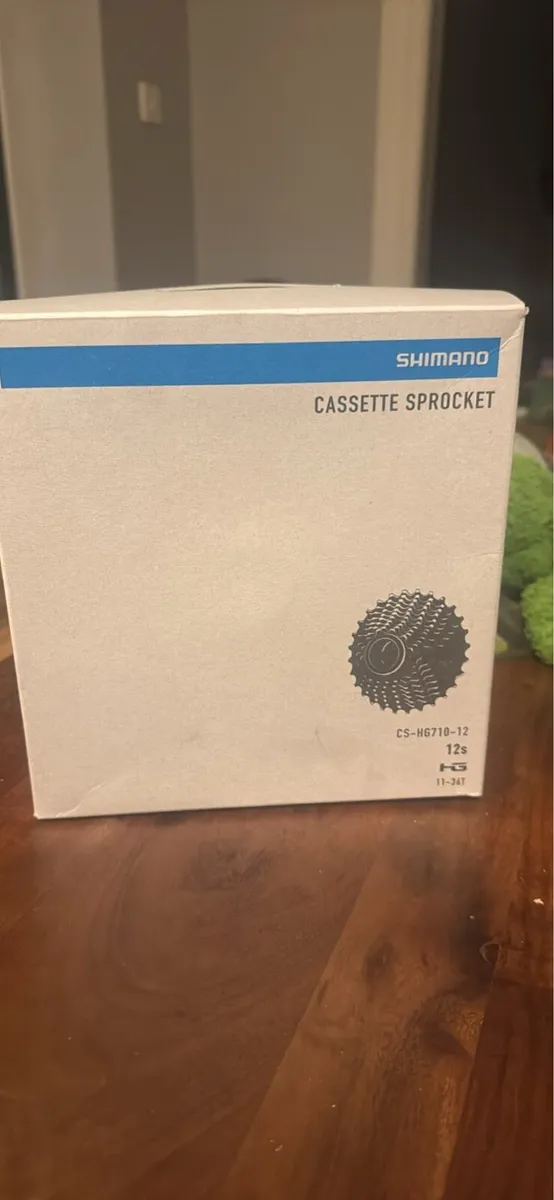 SHIMANO
CASSETTE SPROCKET
CS-HG710-12
12s
HG
11-36T